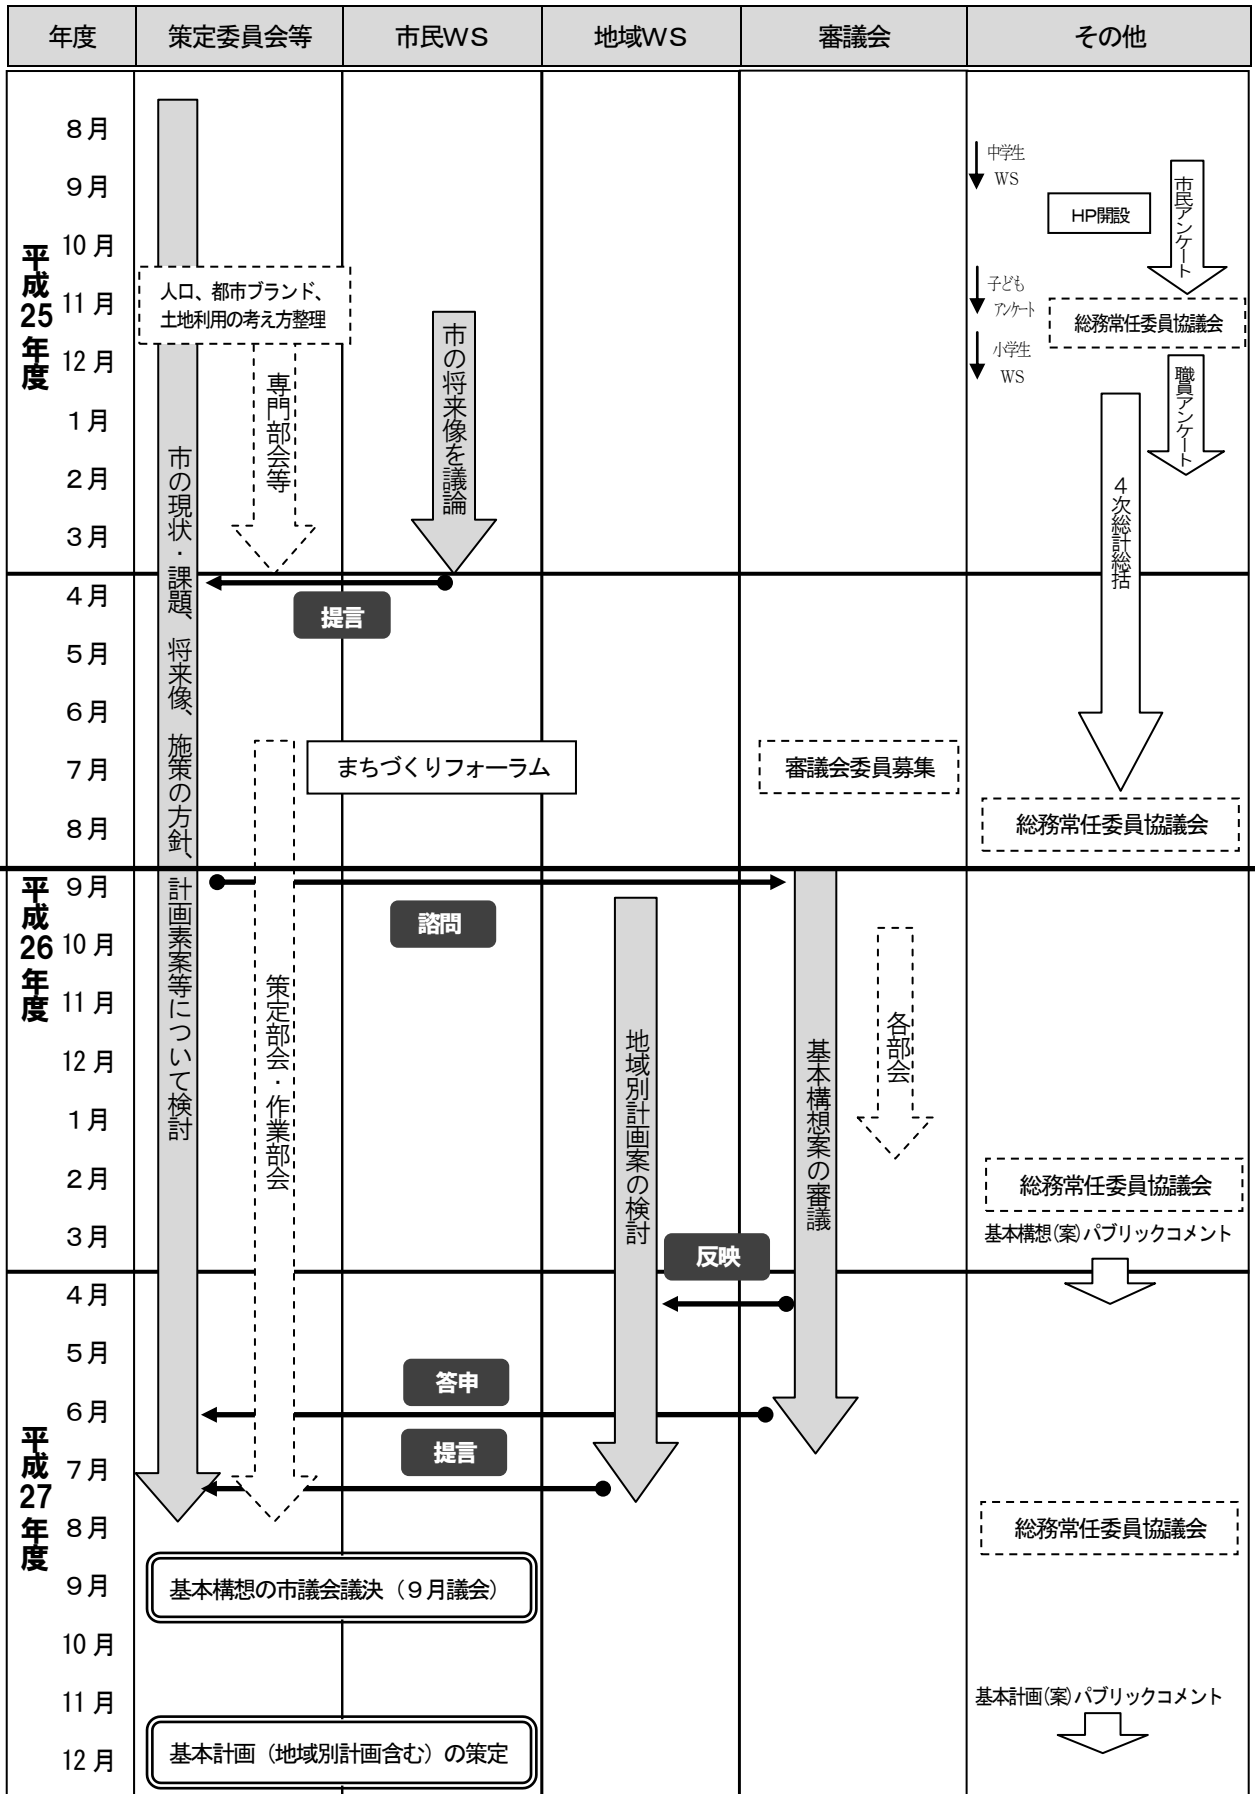 年度
策定委員会等
市民ＷＳ
地域ＷＳ
審議会
その他
平成25年度
８月
９月
10月
11月
12月
１月
２月
３月
人口、都市ブランド、
土地利用の考え方整理
専門部会等
市の現状・課題、将来像、施策の方針、計画素案等について検討
市の将来像を議論
中学生
WS
HP開設
市民アンケート
子ども
アンケート
総務常任委員協議会
小学生
WS
職員アンケート
４次総計総括
平成26年度
４月
５月
６月
７月
８月
９月
10月
11月
12月
１月
２月
３月
提言
まちづくりフォーラム
審議会委員募集
総務常任委員協議会
諮問
策定部会・作業部会
地域別計画案の検討
基本構想案の審議
各部会
総務常任委員協議会
基本構想(案)パブリックコメント
反映
平成27年度
４月
５月
６月
７月
８月
９月
10月
11月
12月
答申
提言
総務常任委員協議会
基本構想の市議会議決（９月議会）
基本計画(案)パブリックコメント
基本計画（地域別計画含む）の策定